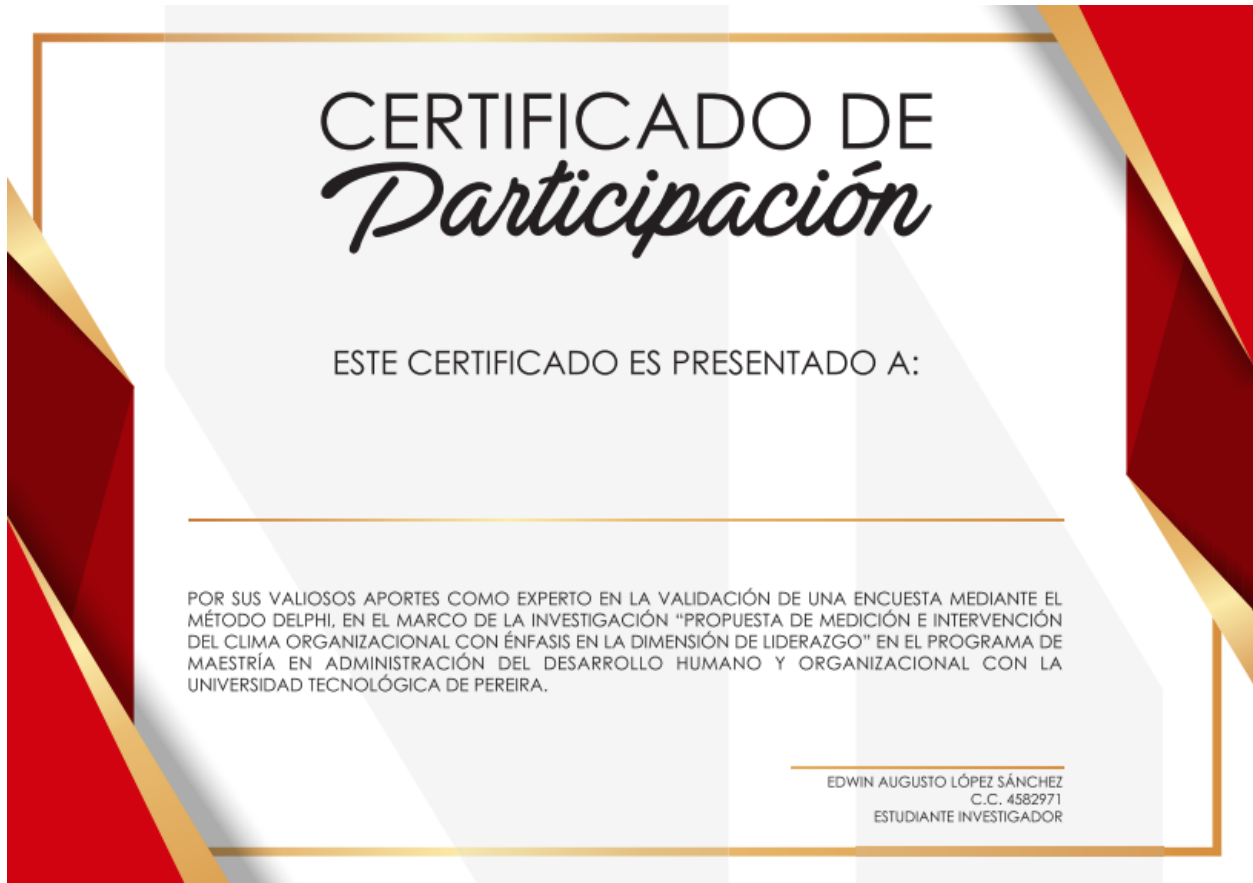 CERTIFICADO DE
Participación
ESTE CERTIFICADO ES PRESENTADO A:
POR SUS VALIOSOS APORTES COMO EXPERTO EN LA VALIDACIÓN DE UNA ENCUESTA MEDIANTE EL
MÉTODO DELPHI, EN EL MARCO DE LA INVESTIGACIÓN “PROPUESTA DE MEDICIÓN E INTERVENCIÓN
DEL CLIMA ORGANIZACIONAL CON ÉNFASIS EN LA DIMENSIÓN DE LIDERAZGO” EN EL PROGRAMA DE
MAESTRÍA EN ADMINISTRACIÓN DEL DESARROLLO HUMANO Y ORGANIZACIONAL CON LA
UNIVERSIDAD TECNOLÓGICA DE PEREIRA.
EDWIN AUGUSTO LÓPEZ SÁNCHEZ
C.C. 4582971
ESTUDIANTE INVESTIGADOR